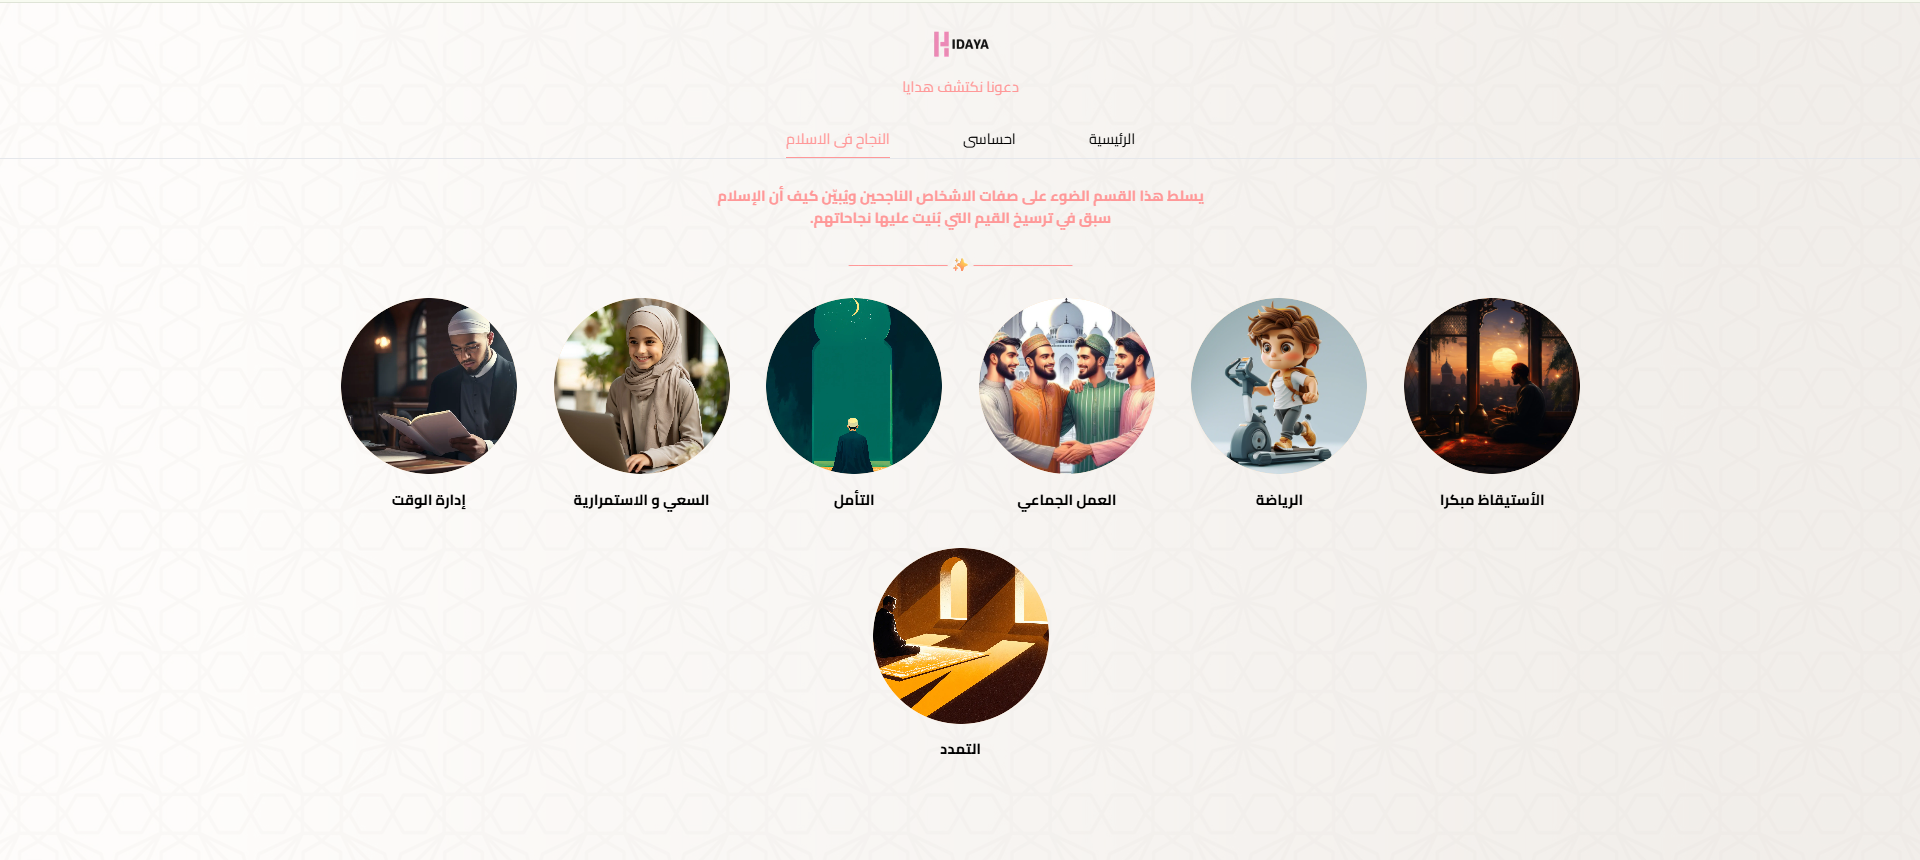 HIDAYA
دعونا نكتشف هدايا
الرئيسية
احساسى
النجاح فى الاسلام
يسلط هذا القسم الضوء على صفات الاشخاص الناجحين ويُبيّن كيف أن الإسلام
سبق في ترسيخ القيم التي بُنيت عليها نجاحاتهم.
الأستيقاظ مبكرا
الرياضة
العمل الجماعي
التأمل
السعي و الاستمرارية
إدارة الوقت
التمدد